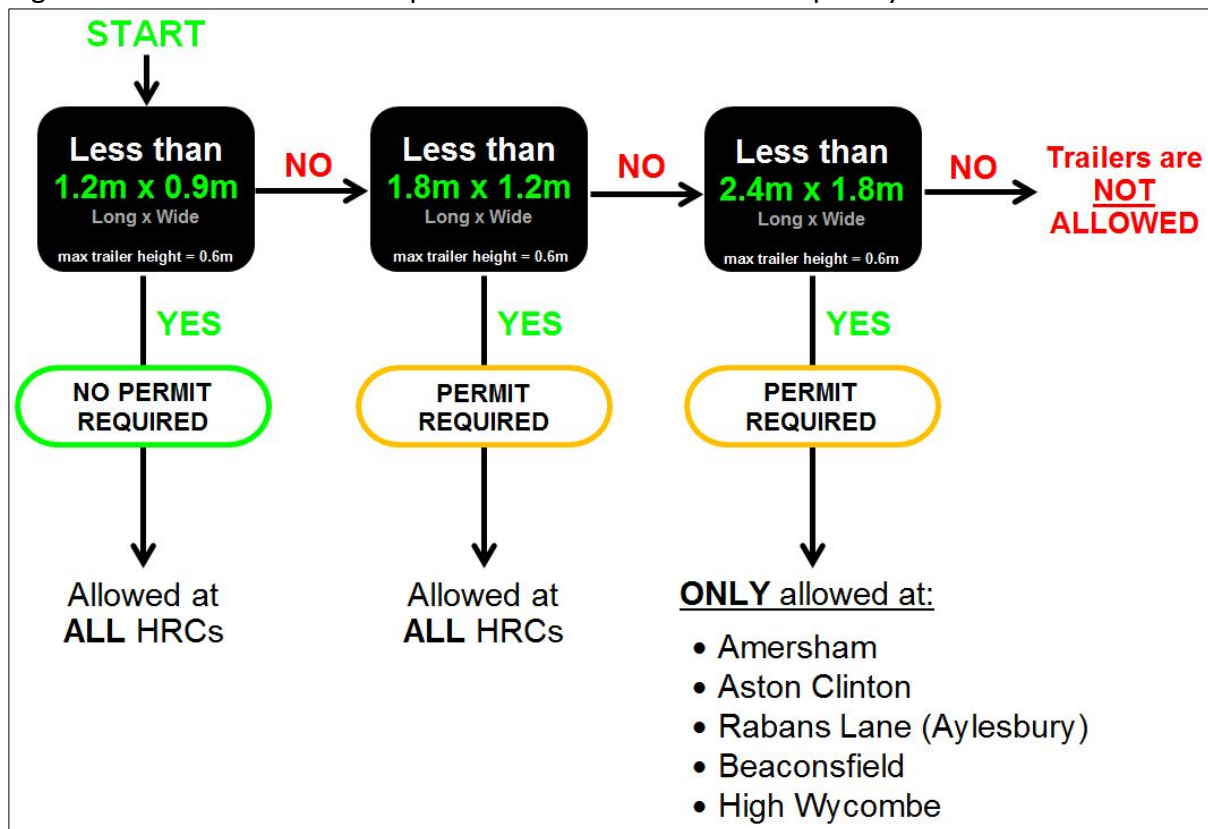 START
Less than
1.2m x 0.9m
Long x Wide
max trailer height = 0.6m
NO
Less than
1.8m x 1.2m
Long x Wide
max trailer height = 0.6m
NO
Less than
2.4m x 1.8m
Long x Wide
max trailer height = 0.6m
NO
Trailers are
NOT
ALLOWED
YES
YES
YES
NO PERMIT
REQUIRED
PERMIT
REQUIRED
PERMIT
REQUIRED
Allowed at
ALL HRCs
Allowed at
ALL HRCs
ONLY allowed at:
• Amersham
• Aston Clinton
• Rabans Lane (Aylesbury)
• Beaconsfield
• High Wycombe